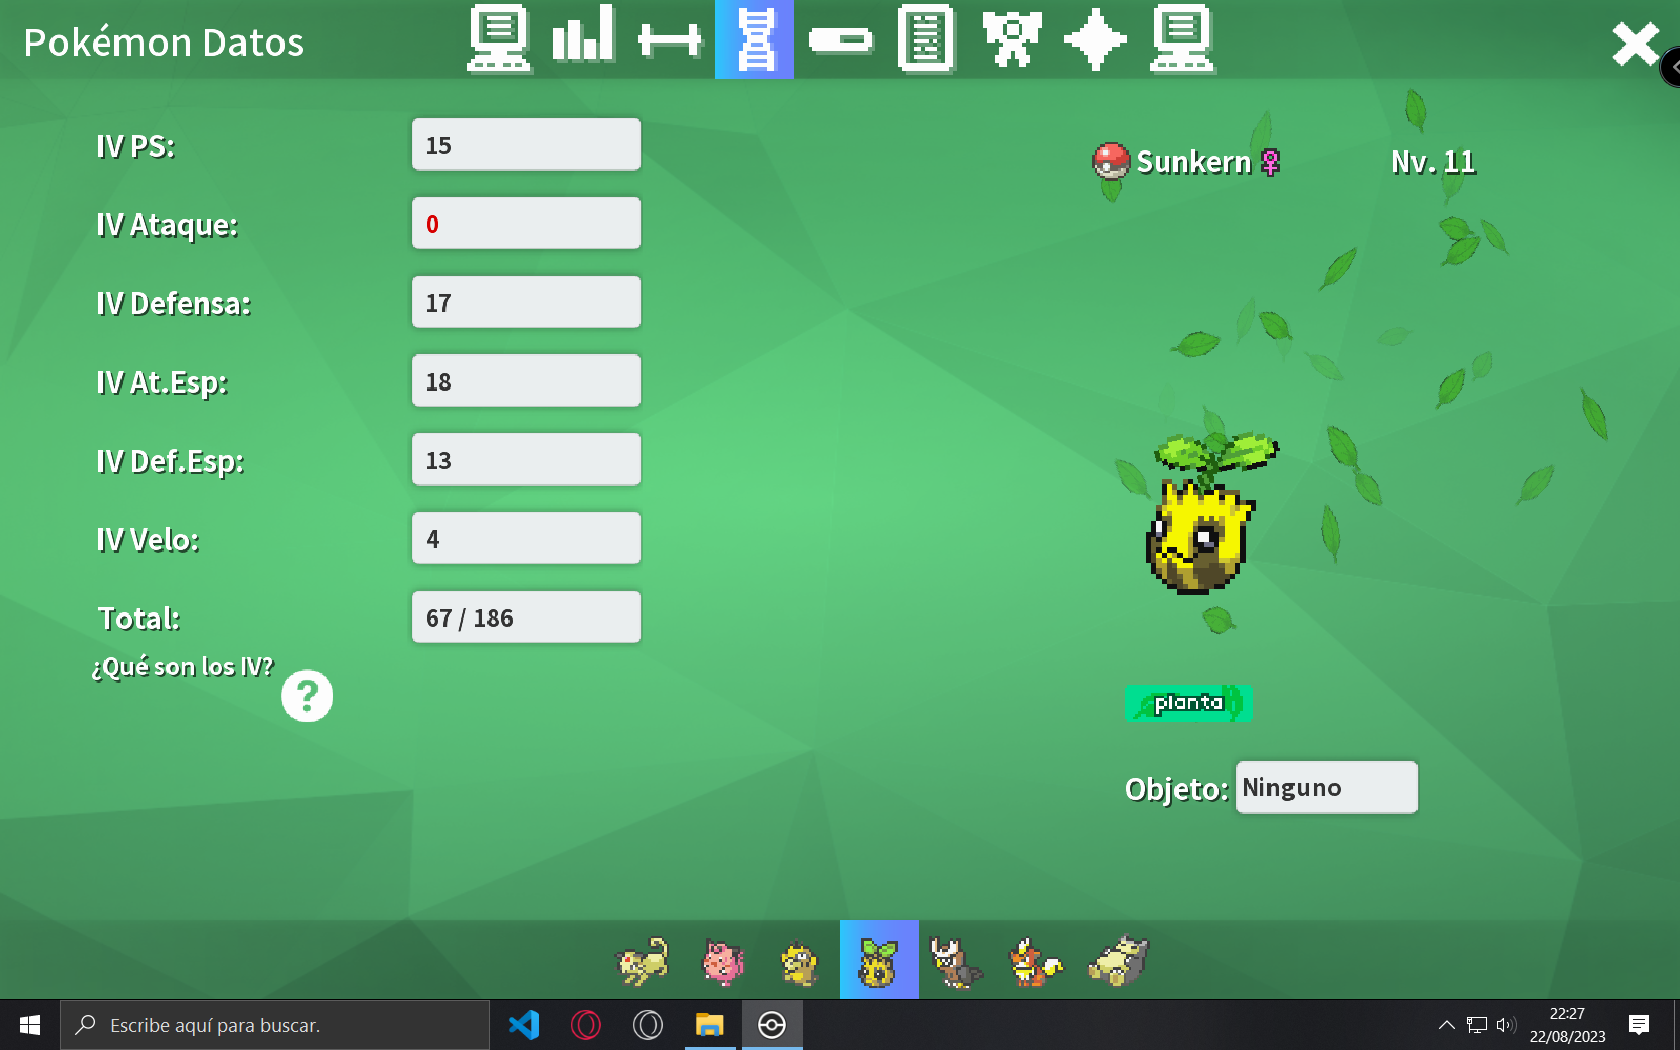 Pokémon Datos
IV PS: 15
IV Ataque: 0
IV Defensa: 17
IV At.Esp: 18
IV Def.Esp: 13
IV Velo: 4
Total: 67 / 186
¿Qué son los IV?
?
Sunkern Nv. 11
planta
Objeto: Ninguno
Escribe aquí para buscar.
22:27
22/08/2023